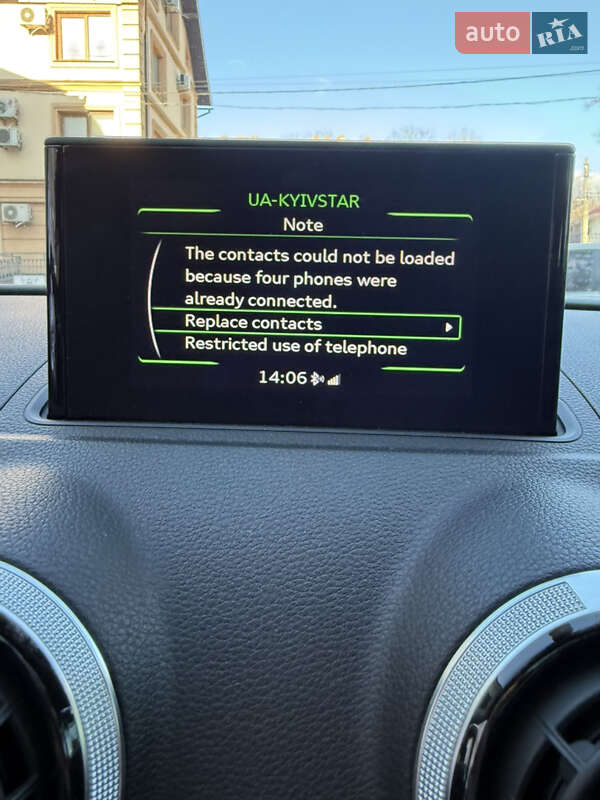 auto RIA
.com
UA-KYIVSTAR
Note
The contacts could not be loaded
because four phones were
already connected.
Replace contacts
Restricted use of telephone
14:06